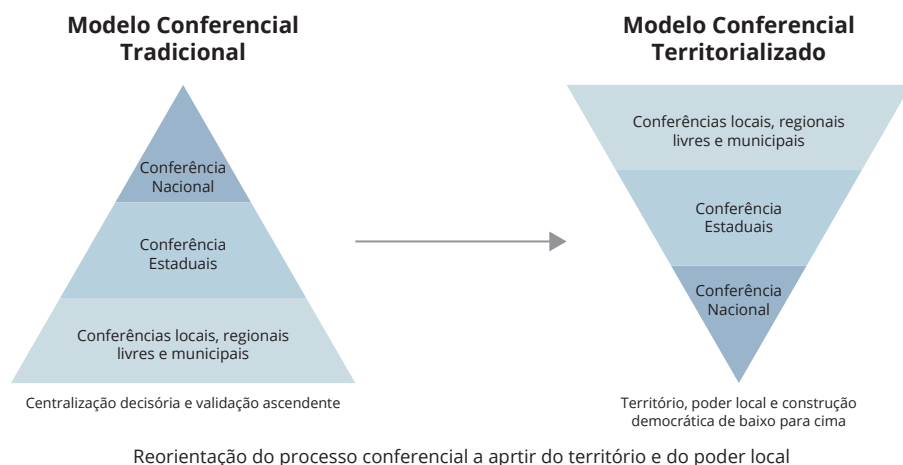 Modelo Conferencial
Tradicional
Conferência
Nacional
Conferência
Estaduais
Conferências locais, regionais
livres e municipais
Centralização decisória e validação ascendente
Modelo Conferencial
Territorializado
Conferências locais, regionais
livres e municipais
Conferência
Estaduais
Conferência
Nacional
Território, poder local e construção
democrática de baixo para cima
Reorientação do processo conferencial a aprtir do território e do poder local